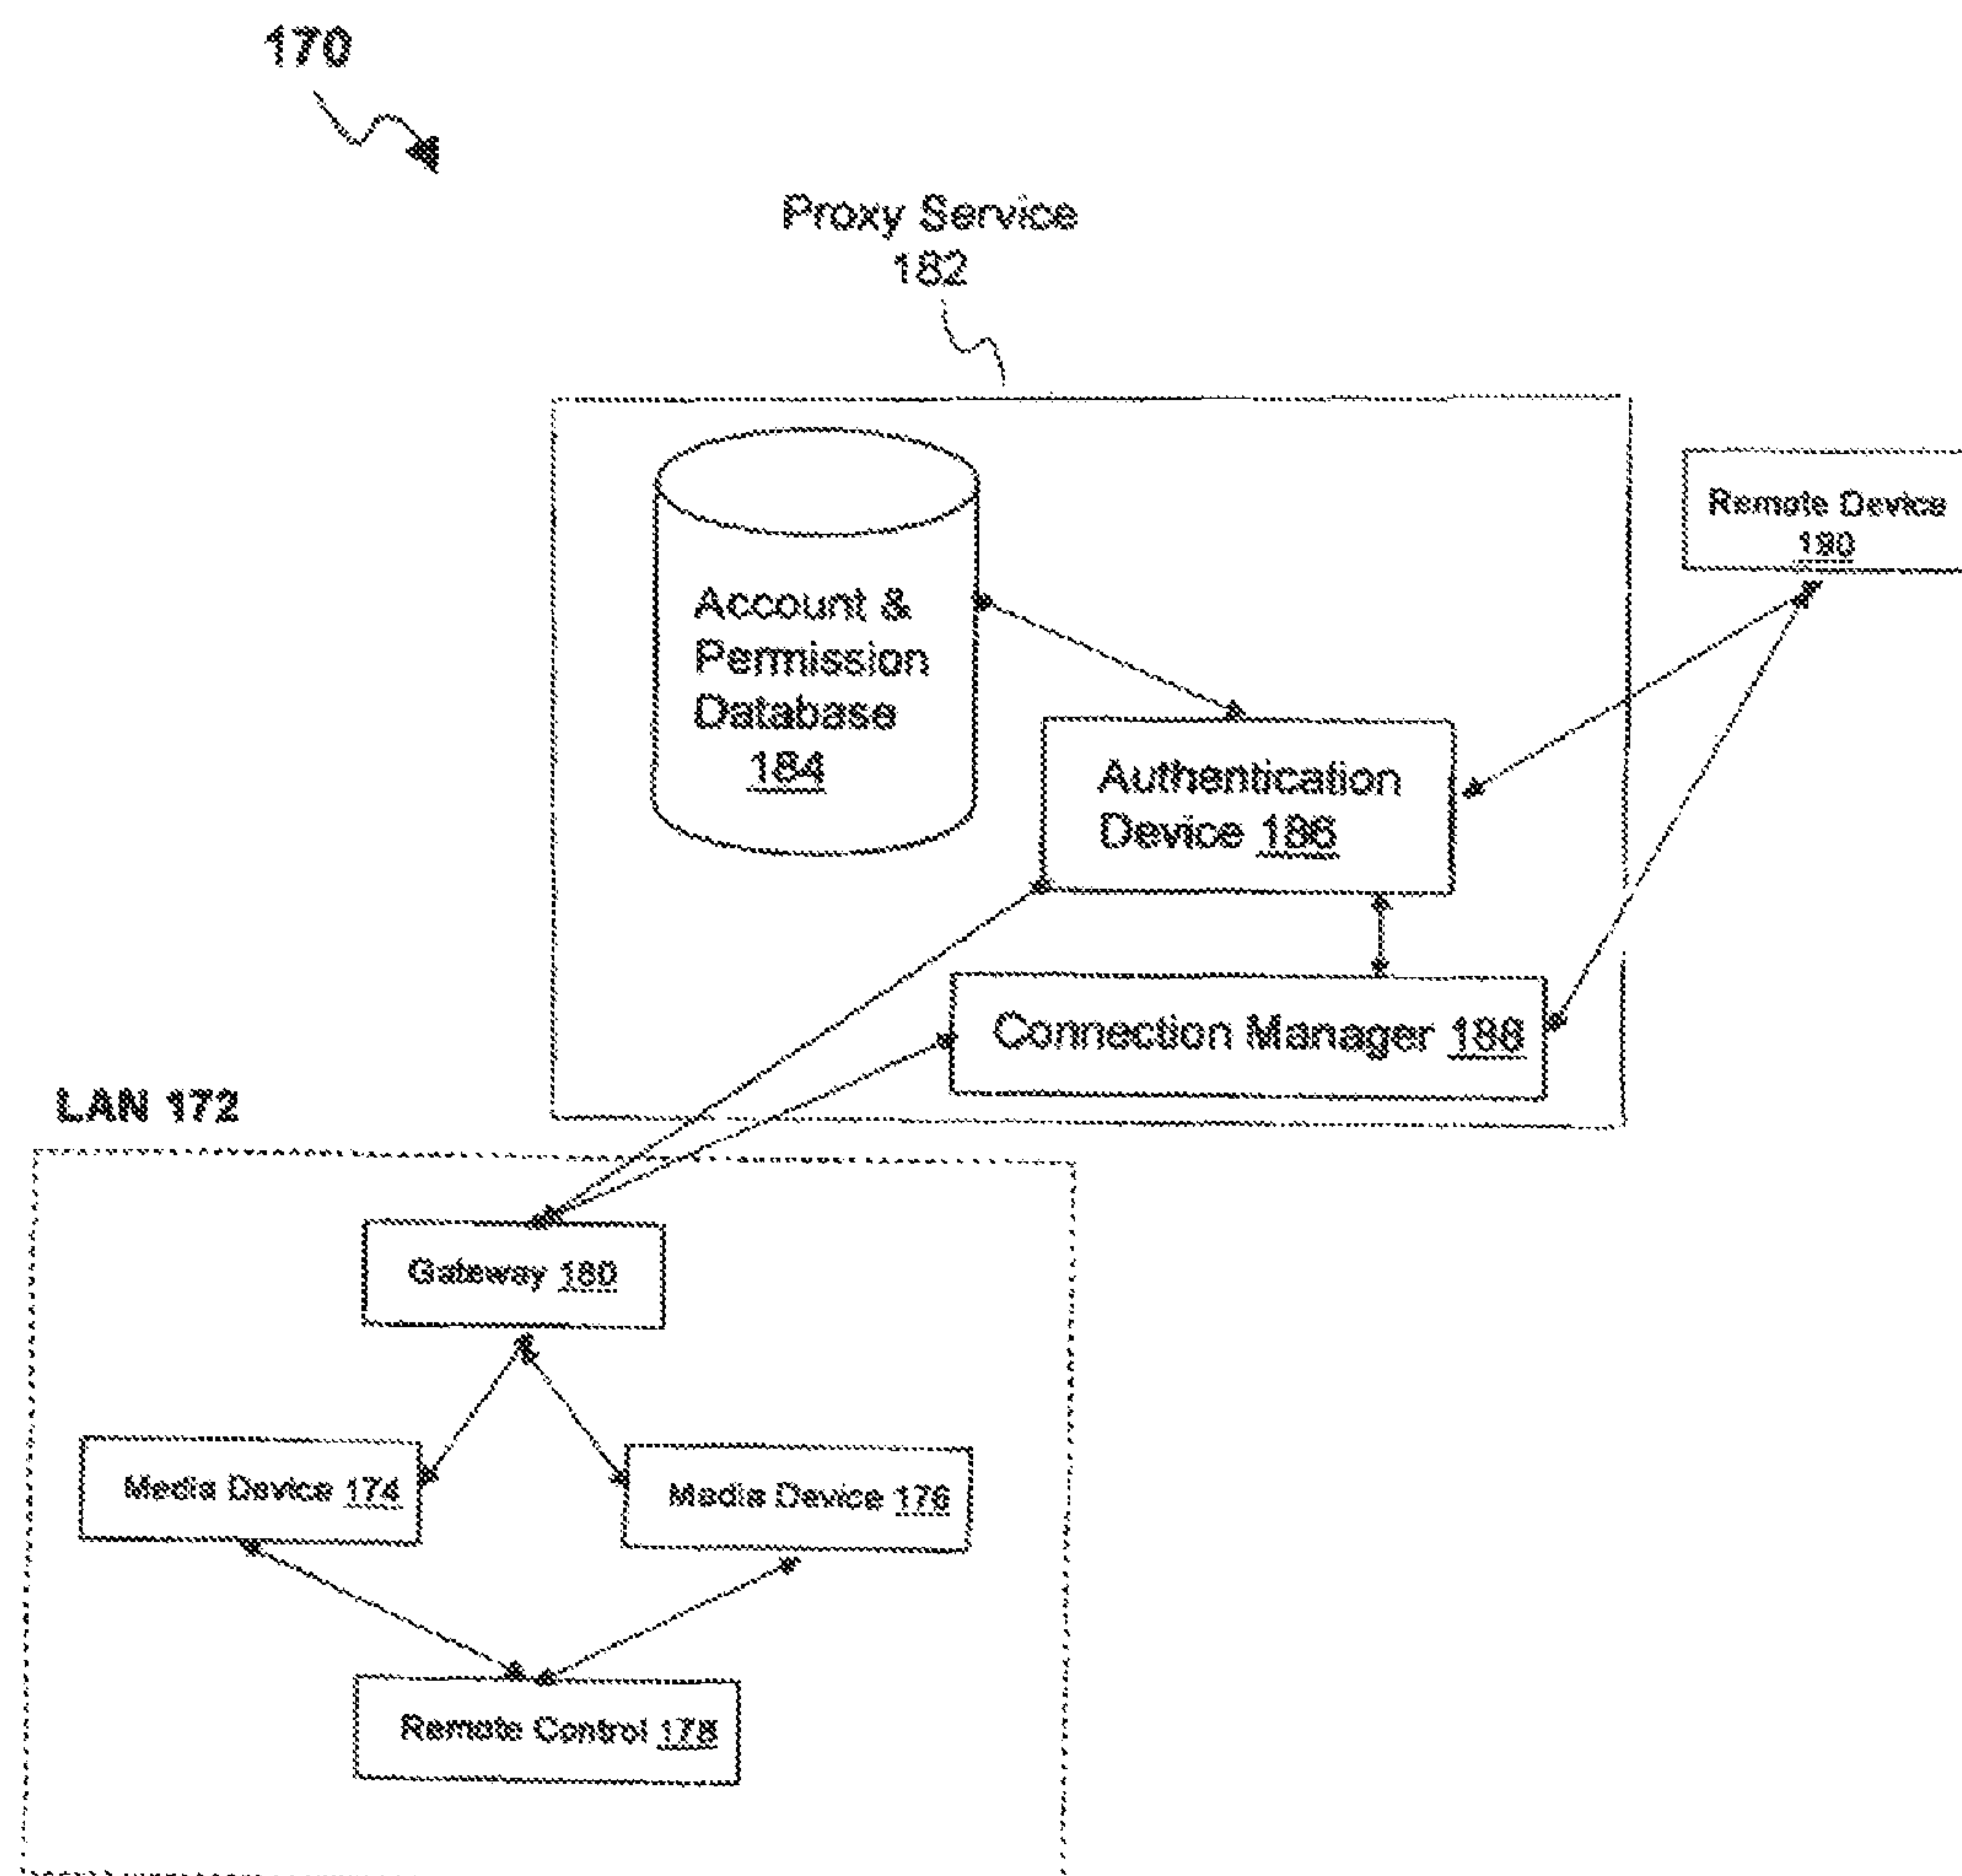 170
Proxy Service
182
Remote Device
190
Account &
Permission
Database
184
Authentication
Device 186
Connection Manager 188
LAN 172
Gateway 180
Media Device 174
Media Device 176
Remote Control 178